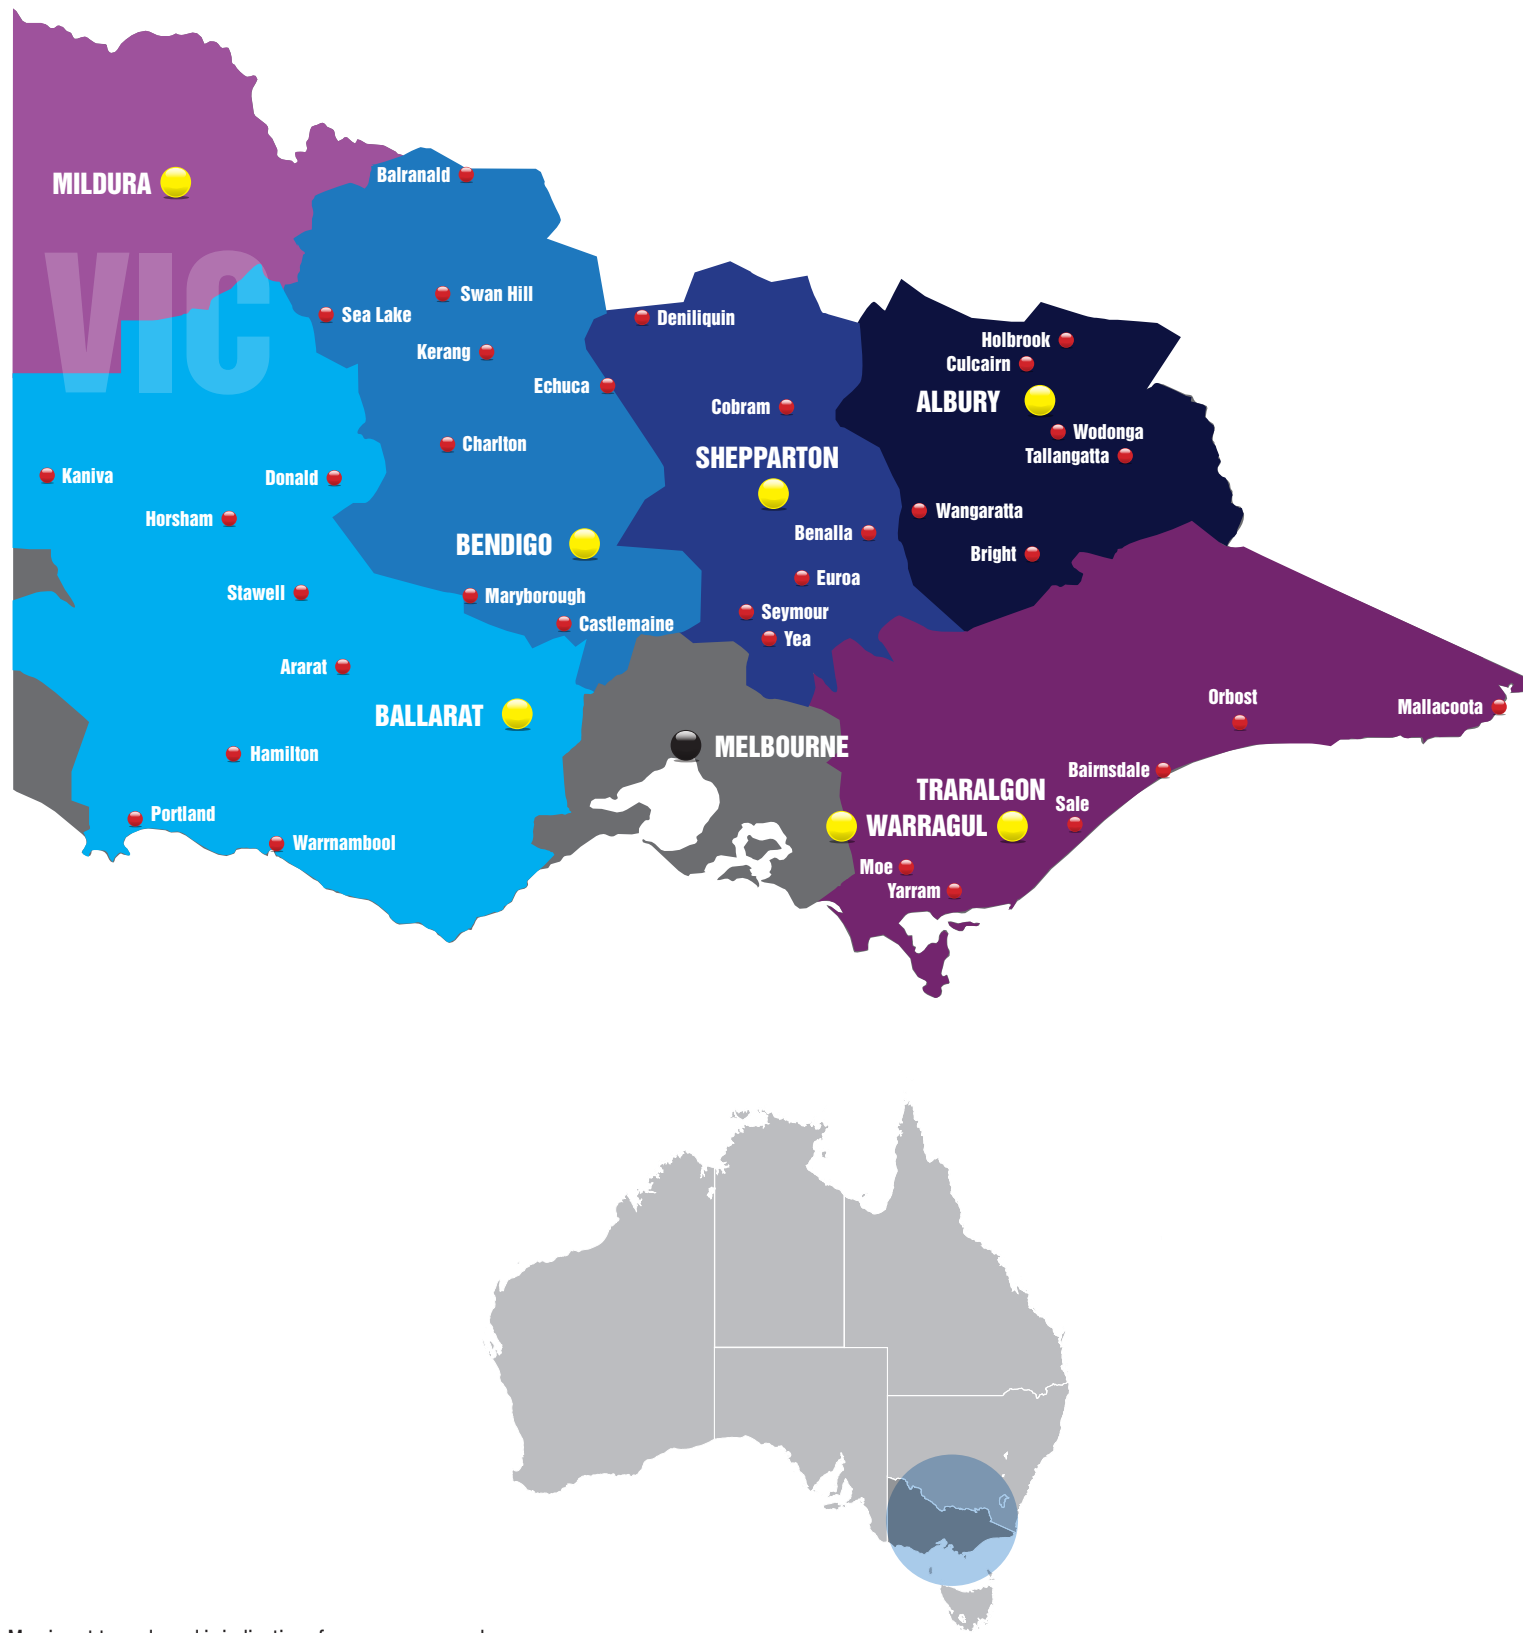 Balranald
MILDURA
VIC
Swan Hill
Sea Lake
Deniliquin
Holbrook
Kerang
Culcairn
Echuca
ALBURY
Cobram
Wodonga
Charlton
Tallangatta
SHEPPARTON
Kaniva
Donald
Wangaratta
Horsham
Benalla
BENDIGO
Bright
Euroa
Stawell
Maryborough
Seymour
Castlemaine
Yea
Ararat
Orbost
Mallacoota
BALLARAT
MELBOURNE
Hamilton
Bairnsdale
TRARALGON
Sale
Portland
WARRAGUL
Warrnambool
Moe
Yarram